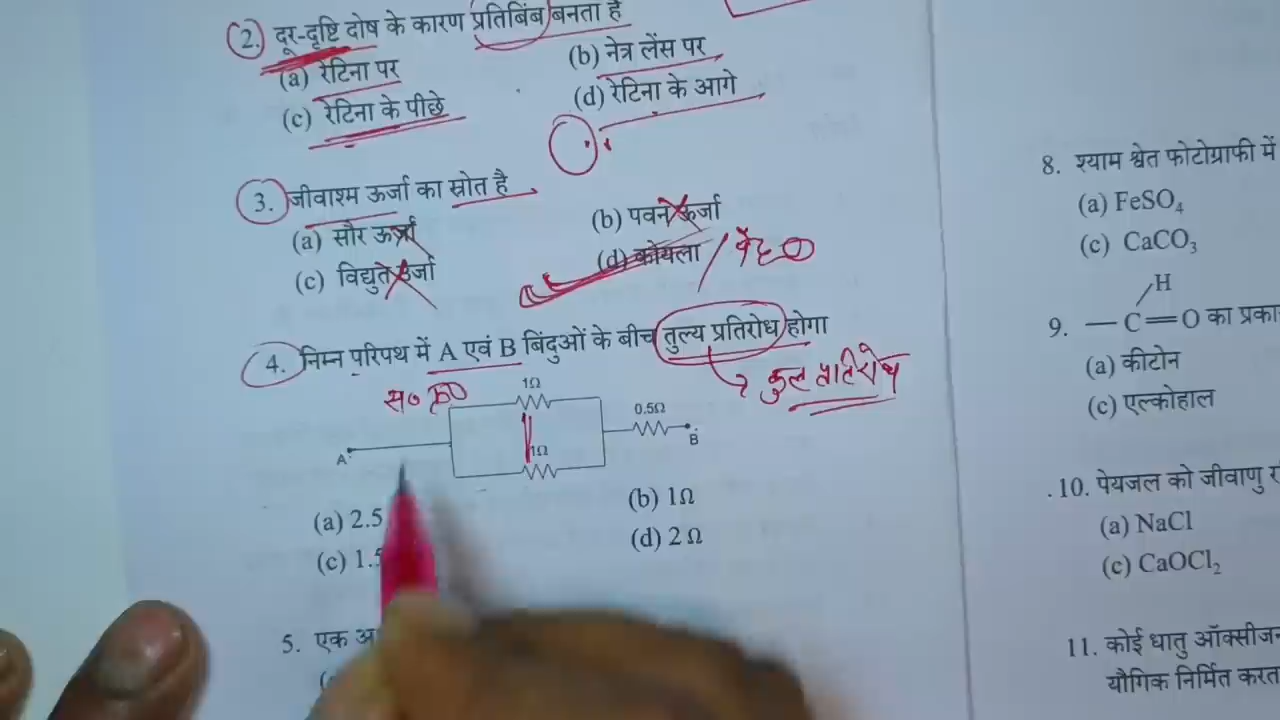 2. दूर-दृष्टि दोष के कारण प्रतिबिंब बनता है
(a) रेटिना पर
(b) नेत्र लेंस पर
(c) रेटिना के पीछे
(d) रेटिना के आगे
3. जीवाश्म ऊर्जा का स्रोत है
(a) सौर ऊर्जा
(b) पवन ऊर्जा
(c) विद्युत ऊर्जा
(d) कोयला
4. निम्न परिपथ में A एवं B बिंदुओं के बीच तुल्य प्रतिरोध होगा
कुल प्रतिरोध
1Ω
0.5Ω
A
1Ω
B
(a) 2.5
(b) 1Ω
(c) 1.5
(d) 2 Ω
5. एक अ
8. श्याम श्वेत फोटोग्राफी में
(a) FeSO₄
(c) CaCO₃
H
9. — C = O का प्रका
(a) कीटोन
(c) एल्कोहाल
10. पेयजल को जीवाणु
(a) NaCl
(c) CaOCl₂
11. कोई धातु ऑक्सीजन
यौगिक निर्मित करत